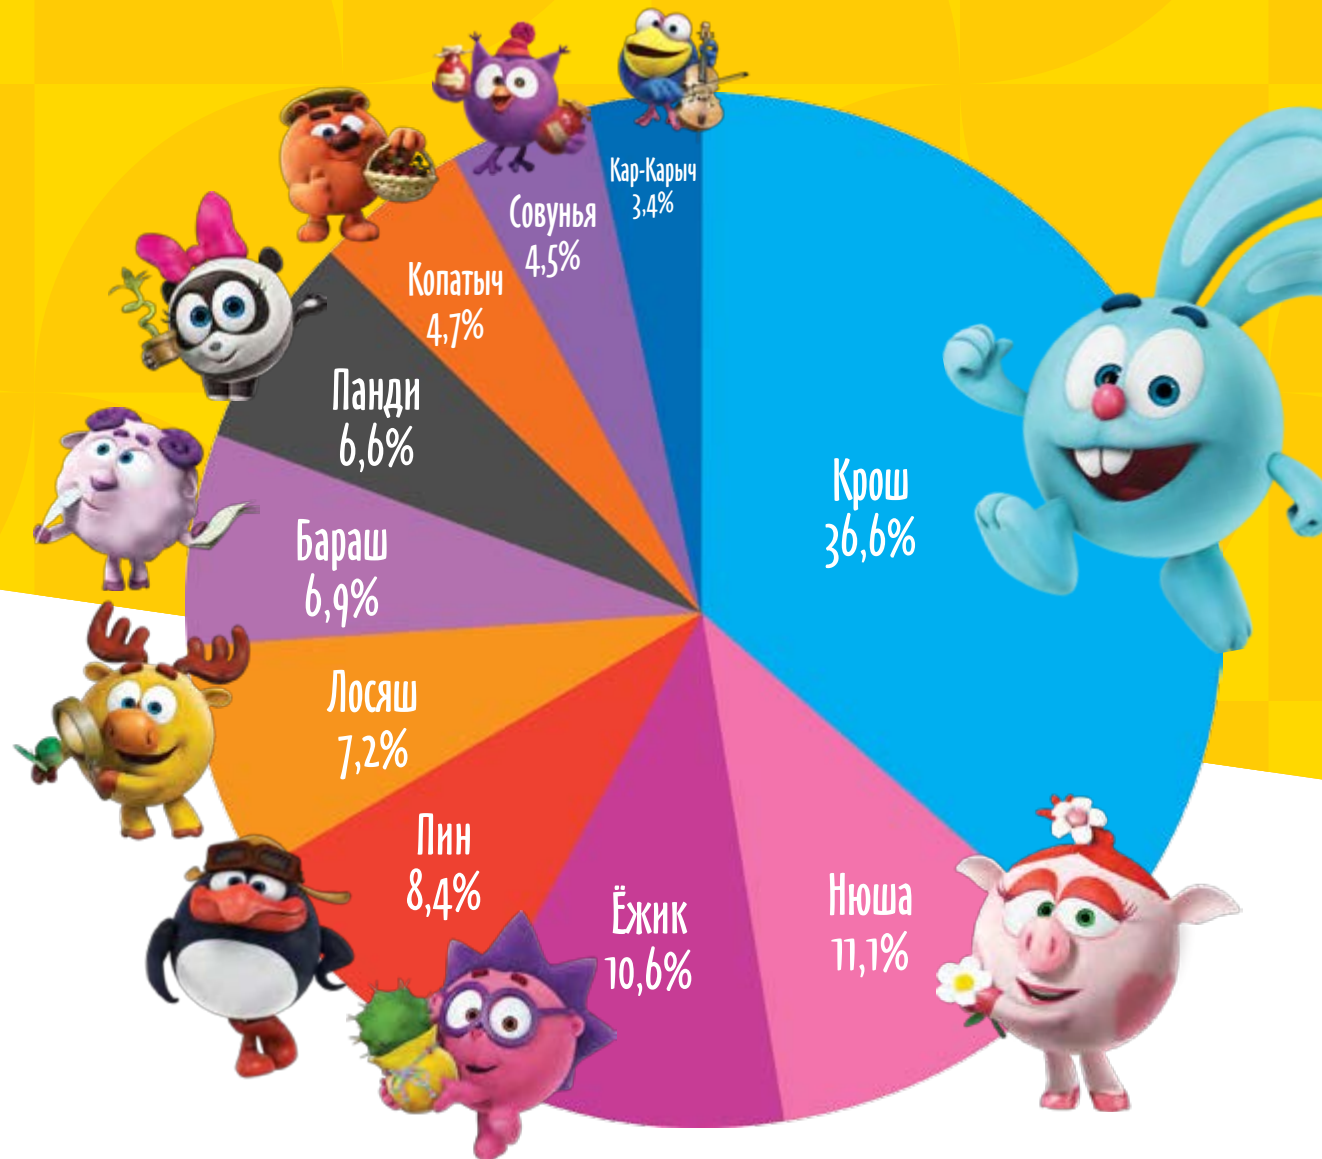 Кар-Карыч
3,4%
Совунья
4,5%
Копатыч
4,7%
Панди
6,6%
Бараш
6,9%
Лосяш
7,2%
Пин
8,4%
Ёжик
10,6%
Нюша
11,1%
Крош
36,6%